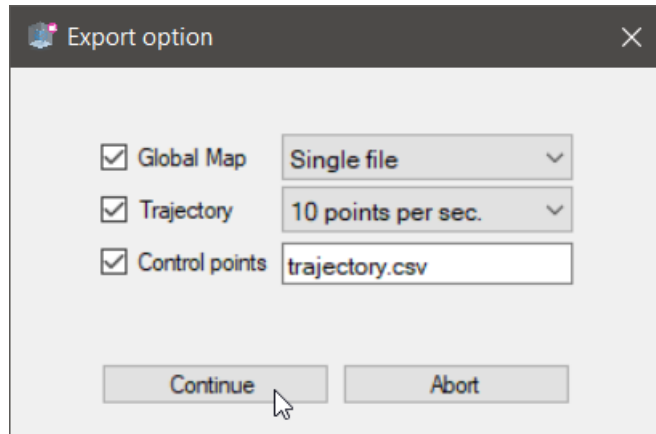 Export option
Global Map Single file
Trajectory 10 points per sec.
Control points trajectory.csv
Continue Abort